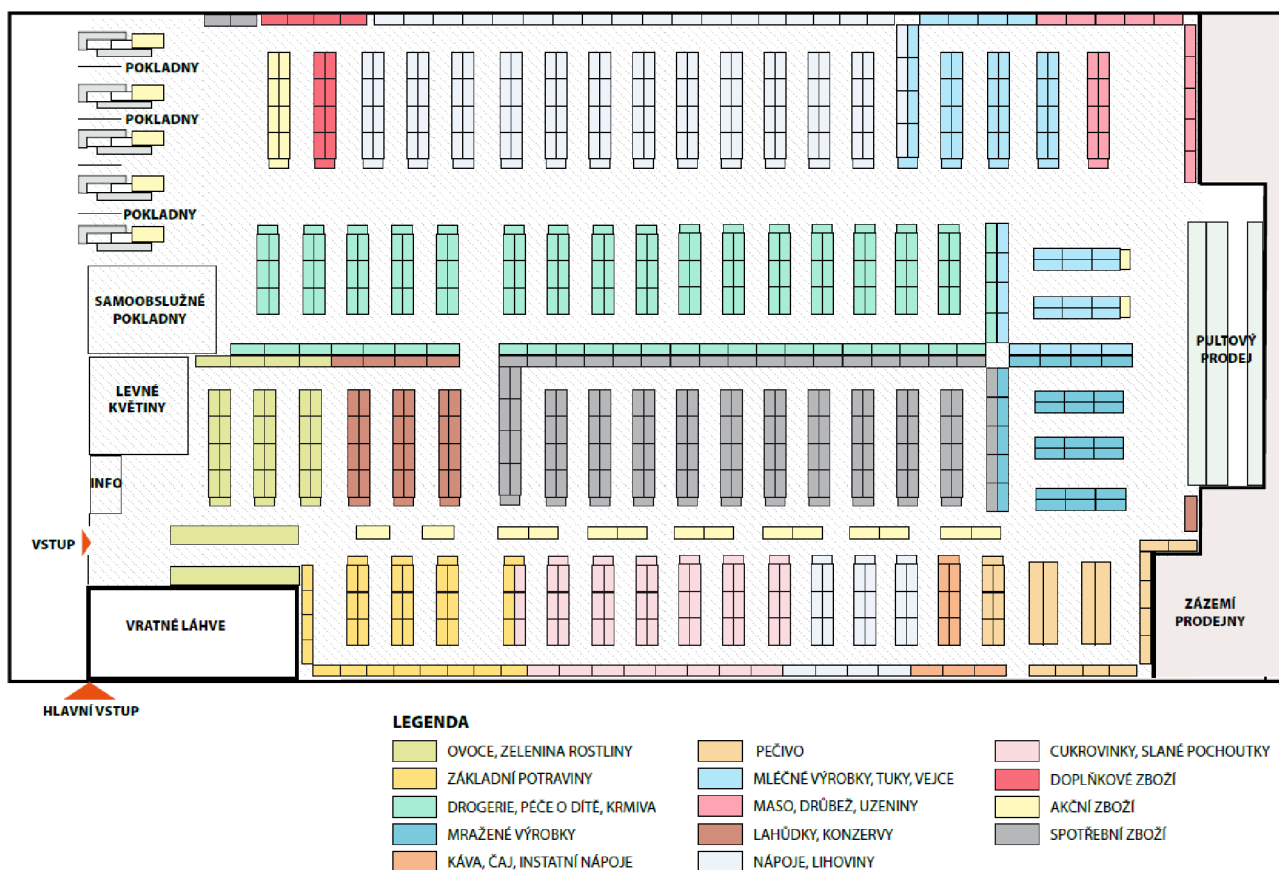 POKLADNY
POKLADNY
POKLADNY
SAMOOBSLUŽNÉ
POKLADNY
PULTOVÝ
PRODEJ
LEVNÉ
KVĚTINY
INFO
VSTUP
VRATNÉ LÁHVE
ZÁZEMÍ
PRODEJNY
HLAVNÍ VSTUP
LEGENDA
OVOCE, ZELENINA ROSTLINY
ZÁKLADNÍ POTRAVINY
DROGERIE, PÉČE O DÍTĚ, KRMIVA
MRAŽENÉ VÝROBKY
KÁVA, ČAJ, INSTATNÍ NÁPOJE
PEČIVO
MLÉČNÉ VÝROBKY, TUKY, VEJCE
MASO, DRŮBEŽ, UZENINY
LAHŮDKY, KONZERVY
NÁPOJE, LIHOVINY
CUKROVINKY, SLANÉ POCHOUTKY
DOPLŇKOVÉ ZBOŽÍ
AKČNÍ ZBOŽÍ
SPOTŘEBNÍ ZBOŽÍ